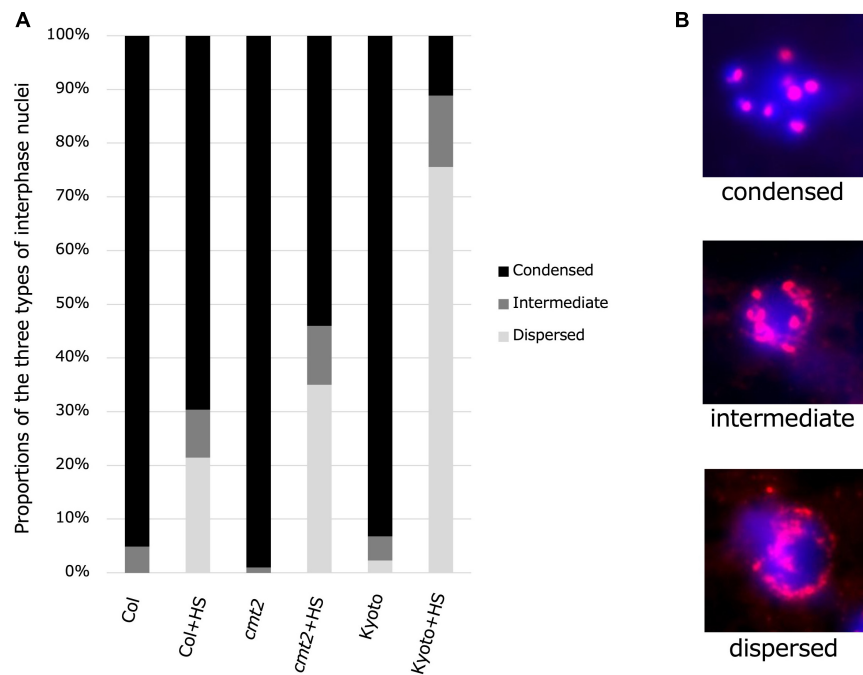 A
Proportions of the three types of interphase nuclei
100%
90%
80%
70%
60%
50%
40%
30%
20%
10%
0%
Col
Col+HS
cmt2
cmt2+HS
Kyoto
Kyoto+HS
Condensed
Intermediate
Dispersed
B
condensed
intermediate
dispersed